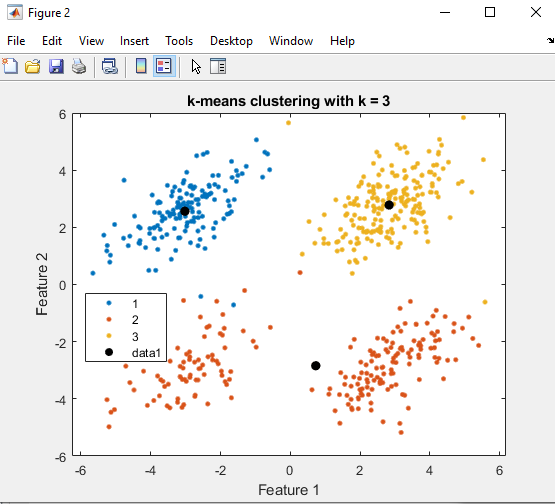 Figure 2
File Edit View Insert Tools Desktop Window Help
k-means clustering with k = 3
6
4
2
0
-2
-4
-6
Feature 2
1
2
3
data1
-6 -4 -2 0 2 4 6
Feature 1